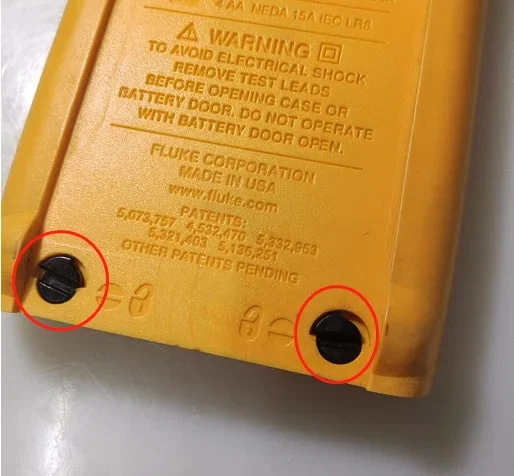 4 AA NEDA 15A IEC LR6
WARNING
TO AVOID ELECTRICAL SHOCK
REMOVE TEST LEADS
BEFORE OPENING CASE OR
BATTERY DOOR. DO NOT OPERATE
WITH BATTERY DOOR OPEN.
FLUKE CORPORATION
MADE IN USA
www.fluke.com
PATENTS:
5,073,757 4,532,470 5,332,963
5,321,403 5,136,251
OTHER PATENTS PENDING